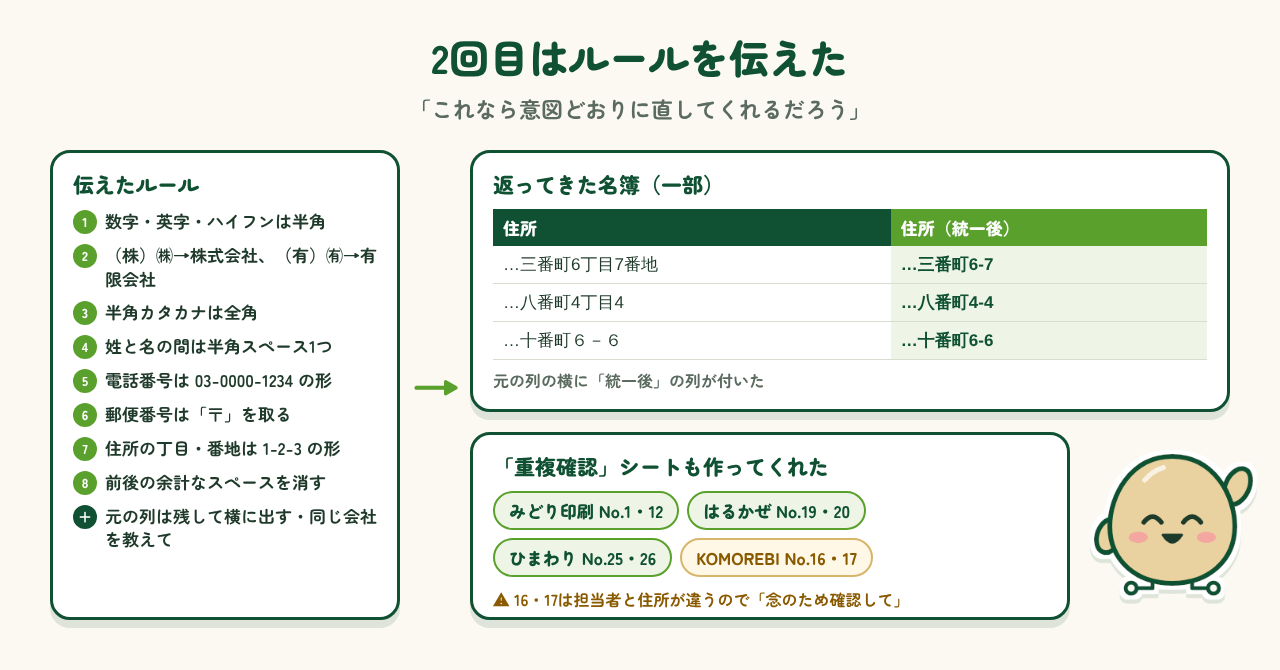 2回目はルールを伝えた
「これなら意図どおりに直してくれるだろう」
伝えたルール
1 数字・英字・ハイフンは半角
2 （株）㈱→株式会社、（有）㈲→有
限会社
3 半角カタカナは全角
4 姓と名の間は半角スペース1つ
5 電話番号は 03-0000-1234 の形
6 郵便番号は「〒」を取る
7 住所の丁目・番地は 1-2-3 の形
8 前後の余計なスペースを消す
＋ 元の列は残して横に出す・同じ会社
を教えて
返ってきた名簿（一部）
住所 住所（統一後）
…三番町6丁目7番地 …三番町6-7
…八番町4丁目4 …八番町4-4
…十番町６－６ …十番町6-6
元の列の横に「統一後」の列が付いた
「重複確認」シートも作ってくれた
みどり印刷 No.1・12 はるかぜ No.19・20
ひまわり No.25・26 KOMOREBI No.16・17
⚠ 16・17は担当者と住所が違うので「念のため確認して」